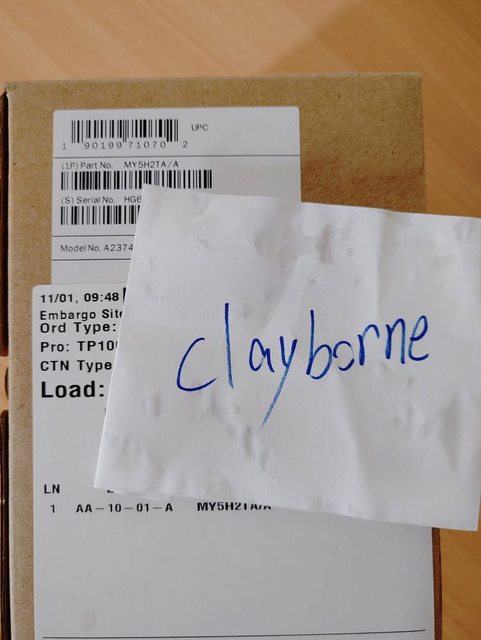 UPC
1 90199 71070 2
(1P) Part No. MY5H2TA/A
(S) Serial No. HG6
Model No. A2374
11/01, 09:48
Embargo Site
Ord Type:
Pro: TP10
CTN Type
Load:
clayborne
LN
1 AA-10-01-A MY5H2TA/A